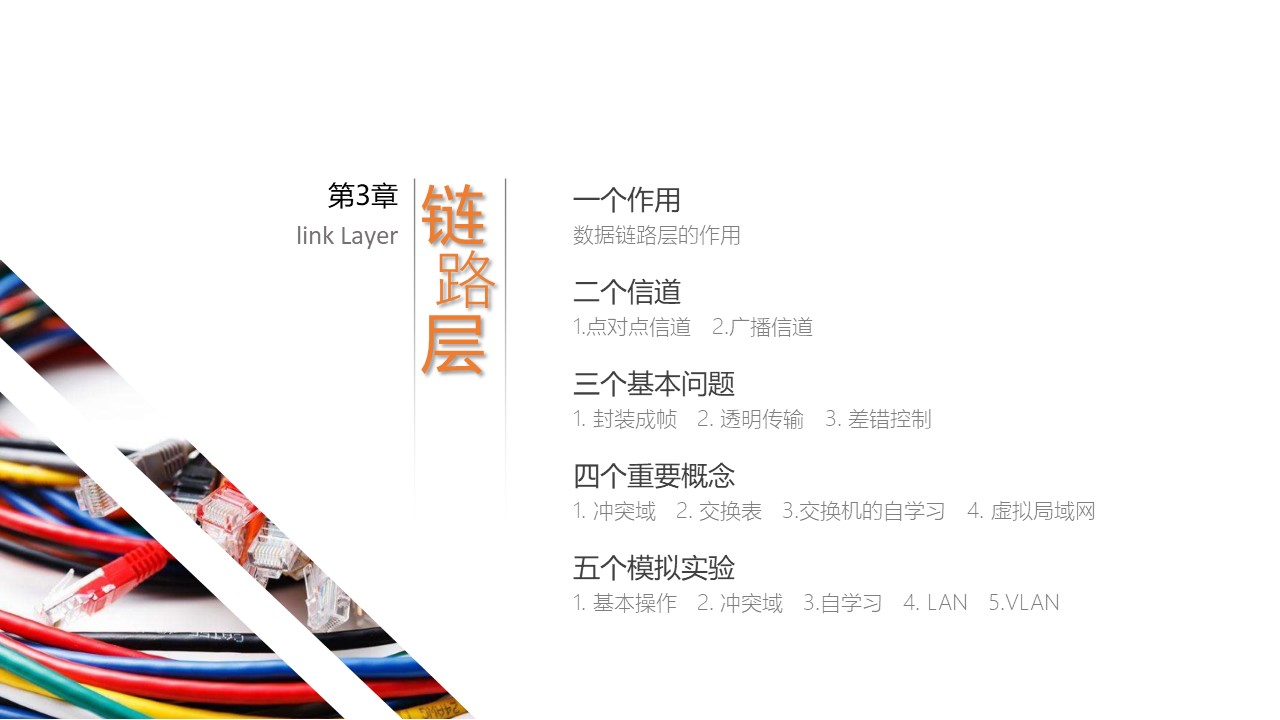 第3章
link Layer
链
路
层
一个作用
数据链路层的作用
二个信道
1.点对点信道 2.广播信道
三个基本问题
1. 封装成帧 2. 透明传输 3. 差错控制
四个重要概念
1. 冲突域 2. 交换表 3.交换机的自学习 4. 虚拟局域网
五个模拟实验
1. 基本操作 2. 冲突域 3.自学习 4. LAN 5.VLAN